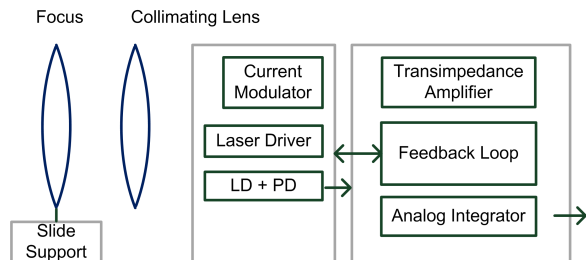 Focus
Collimating Lens
Current
Modulator
Transimpedance
Amplifier
Laser Driver
Feedback Loop
LD + PD
Analog Integrator
Slide
Support